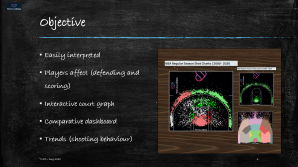 Objective
• Easily interpreted
• Players affect (defending and
scoring)
• Interactive court graph
• Comparative dashboard
• Trends (shooting behaviour)